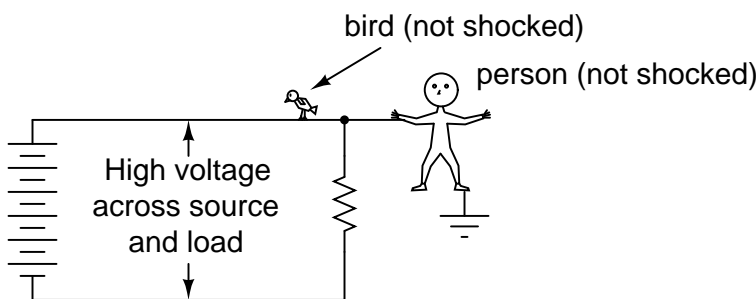 bird (not shocked)
person (not shocked)
High voltage
across source
and load